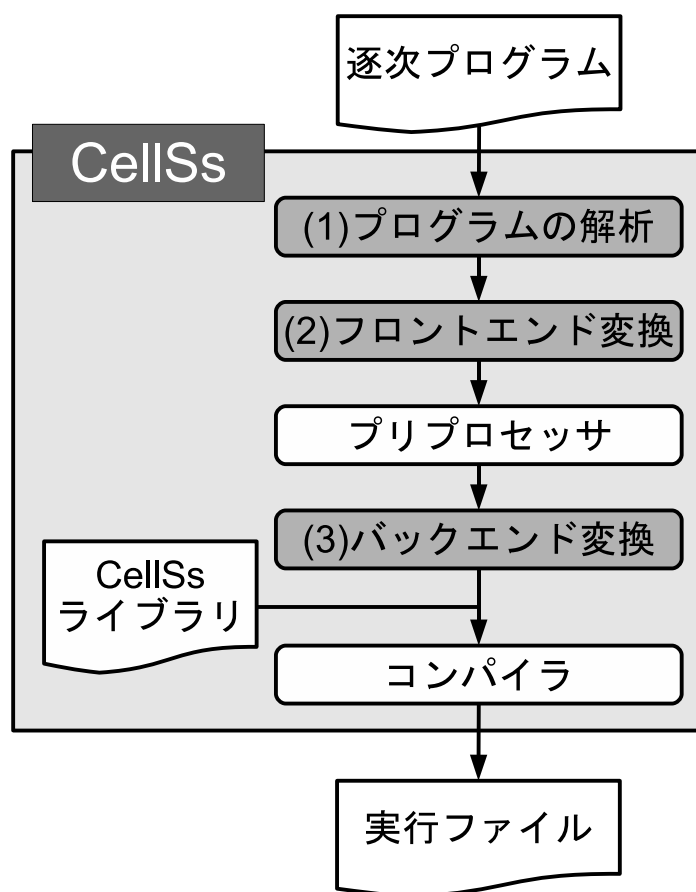 逐次プログラム
CellSs
(1)プログラムの解析
(2)フロントエンド変換
プリプロセッサ
(3)バックエンド変換
CellSs
ライブラリ
コンパイラ
実行ファイル